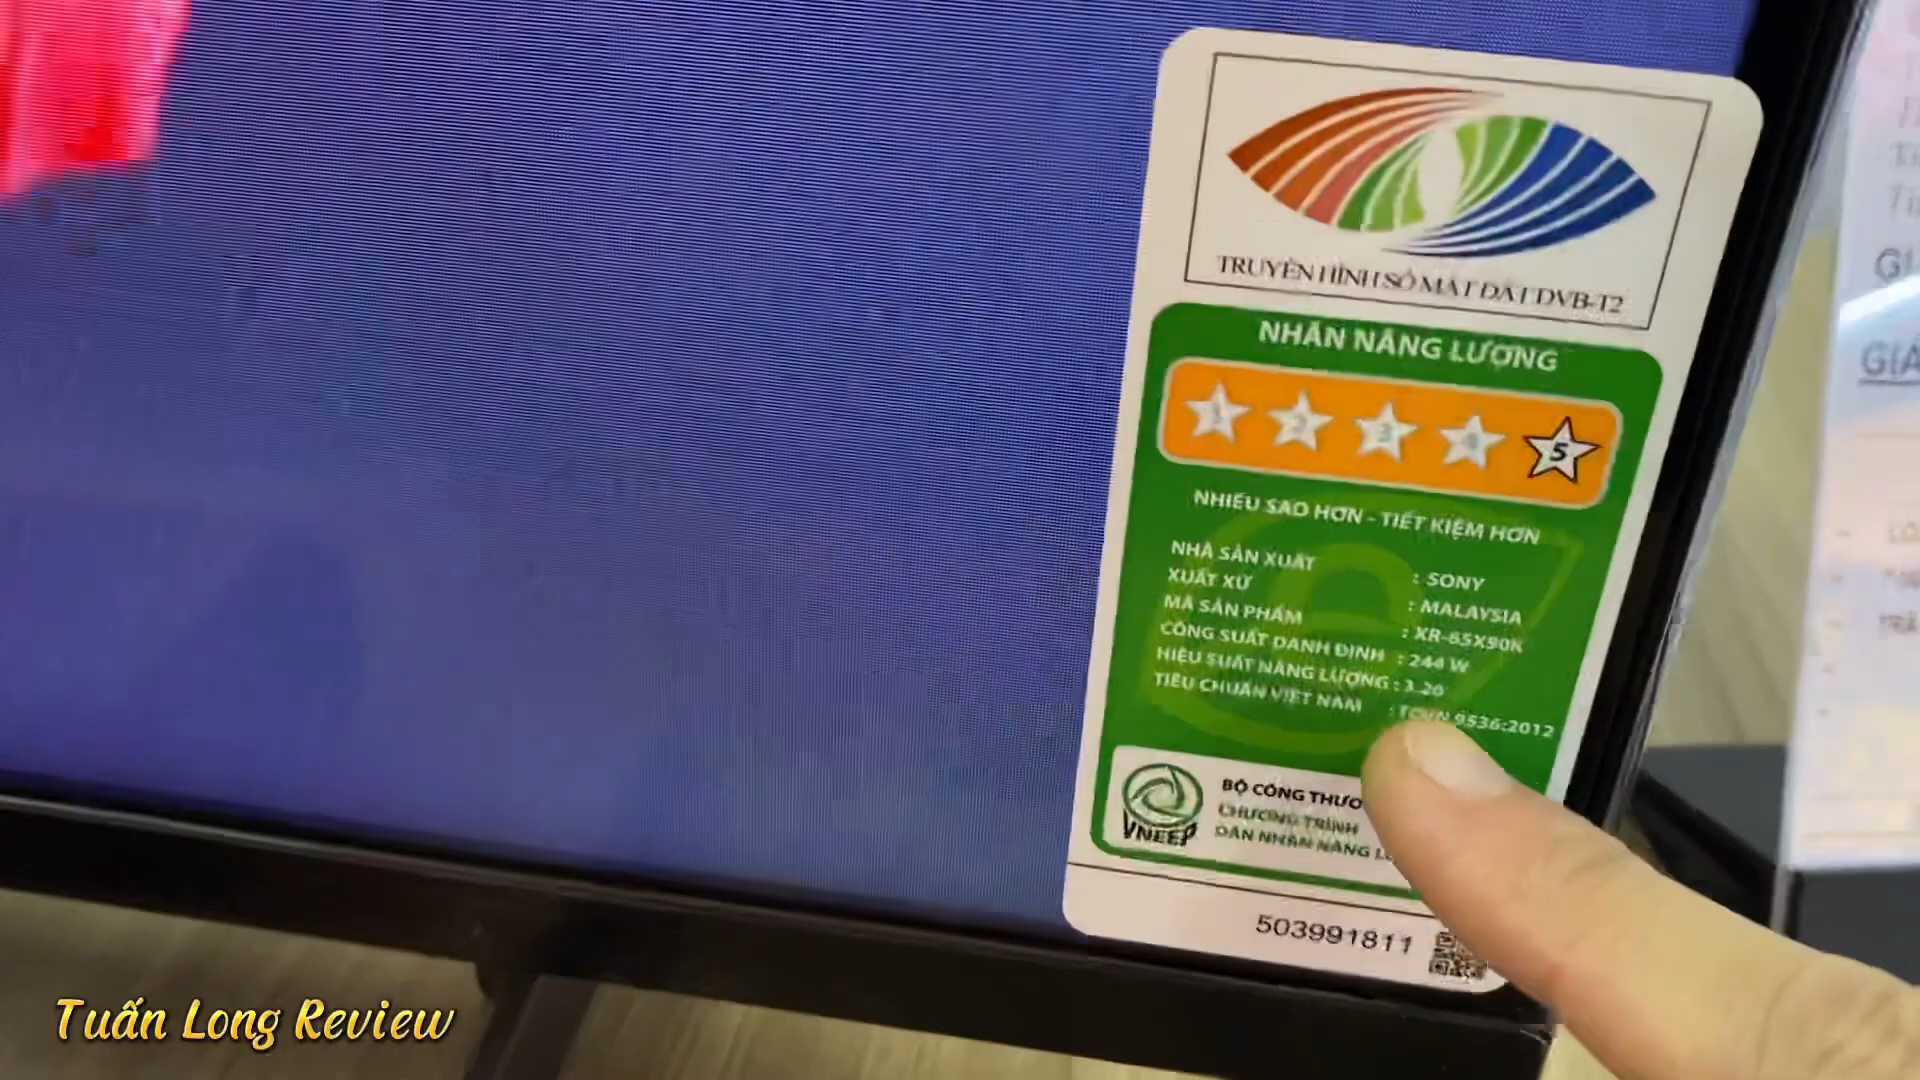 TRUYỀN HÌNH SỐ MẶT ĐẤT DVB-T2
NHÃN NĂNG LƯỢNG
1 2 3 4 5
NHIỀU SAO HƠN - TIẾT KIỆM HƠN
NHÀ SẢN XUẤT : SONY
XUẤT XỨ : MALAYSIA
MÃ SẢN PHẨM : XR-65X90K
CÔNG SUẤT DANH ĐỊNH : 244 W
HIỆU SUẤT NĂNG LƯỢNG : 3.20
TIÊU CHUẨN VIỆT NAM : TCVN 9536:2012
VNEEP
BỘ CÔNG THƯƠ
CHƯƠNG TRÌNH
DÁN NHÃN NĂNG L
503991811
Tuấn Long Review